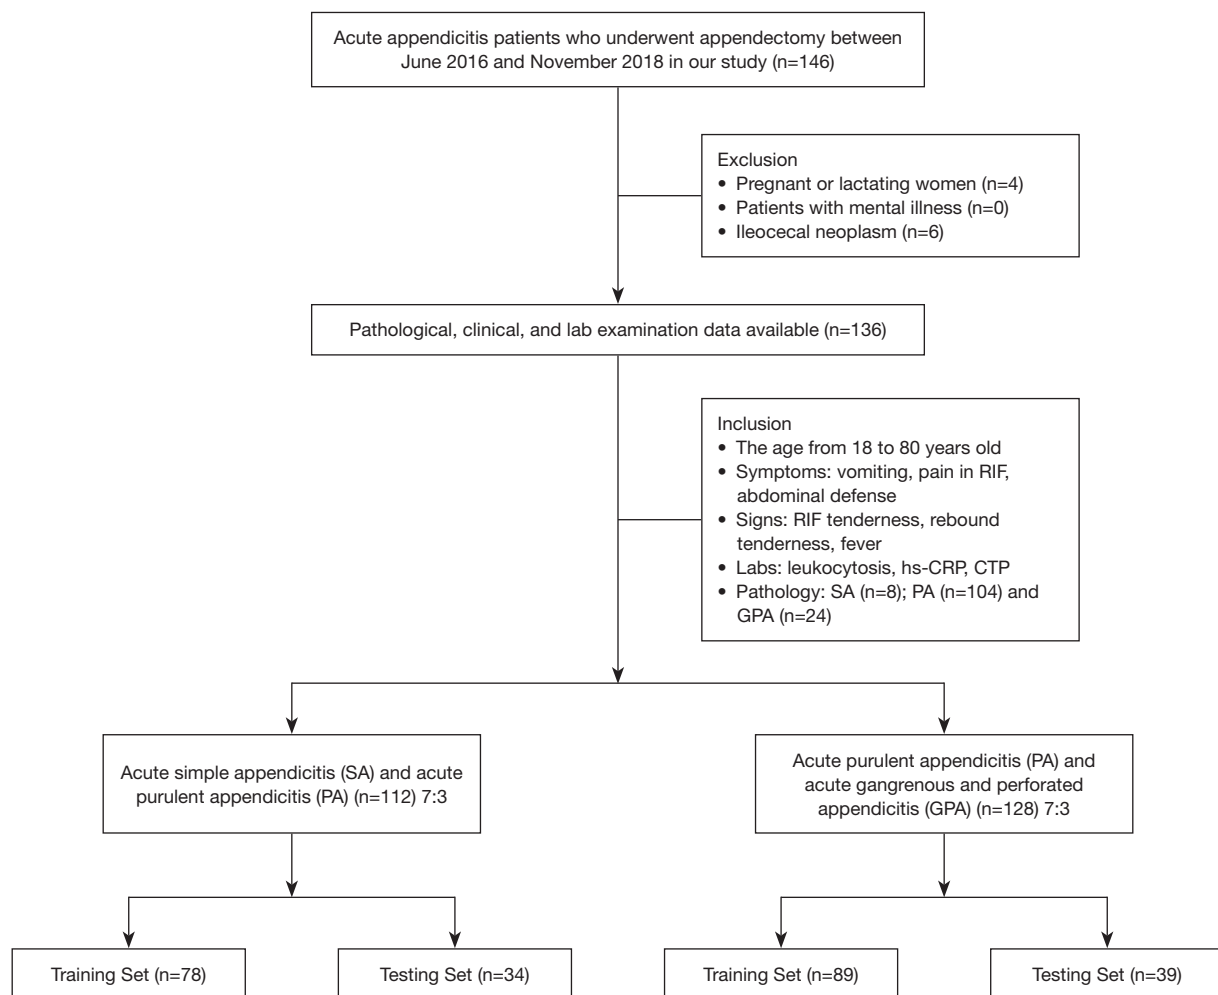 Acute appendicitis patients who underwent appendectomy between
June 2016 and November 2018 in our study (n=146)
Exclusion
• Pregnant or lactating women (n=4)
• Patients with mental illness (n=0)
• Ileocecal neoplasm (n=6)
Pathological, clinical, and lab examination data available (n=136)
Inclusion
• The age from 18 to 80 years old
• Symptoms: vomiting, pain in RIF,
abdominal defense
• Signs: RIF tenderness, rebound
tenderness, fever
• Labs: leukocytosis, hs-CRP, CTP
• Pathology: SA (n=8); PA (n=104) and
GPA (n=24)
Acute simple appendicitis (SA) and acute
purulent appendicitis (PA) (n=112) 7:3
Acute purulent appendicitis (PA) and
acute gangrenous and perforated
appendicitis (GPA) (n=128) 7:3
Training Set (n=78)
Testing Set (n=34)
Training Set (n=89)
Testing Set (n=39)